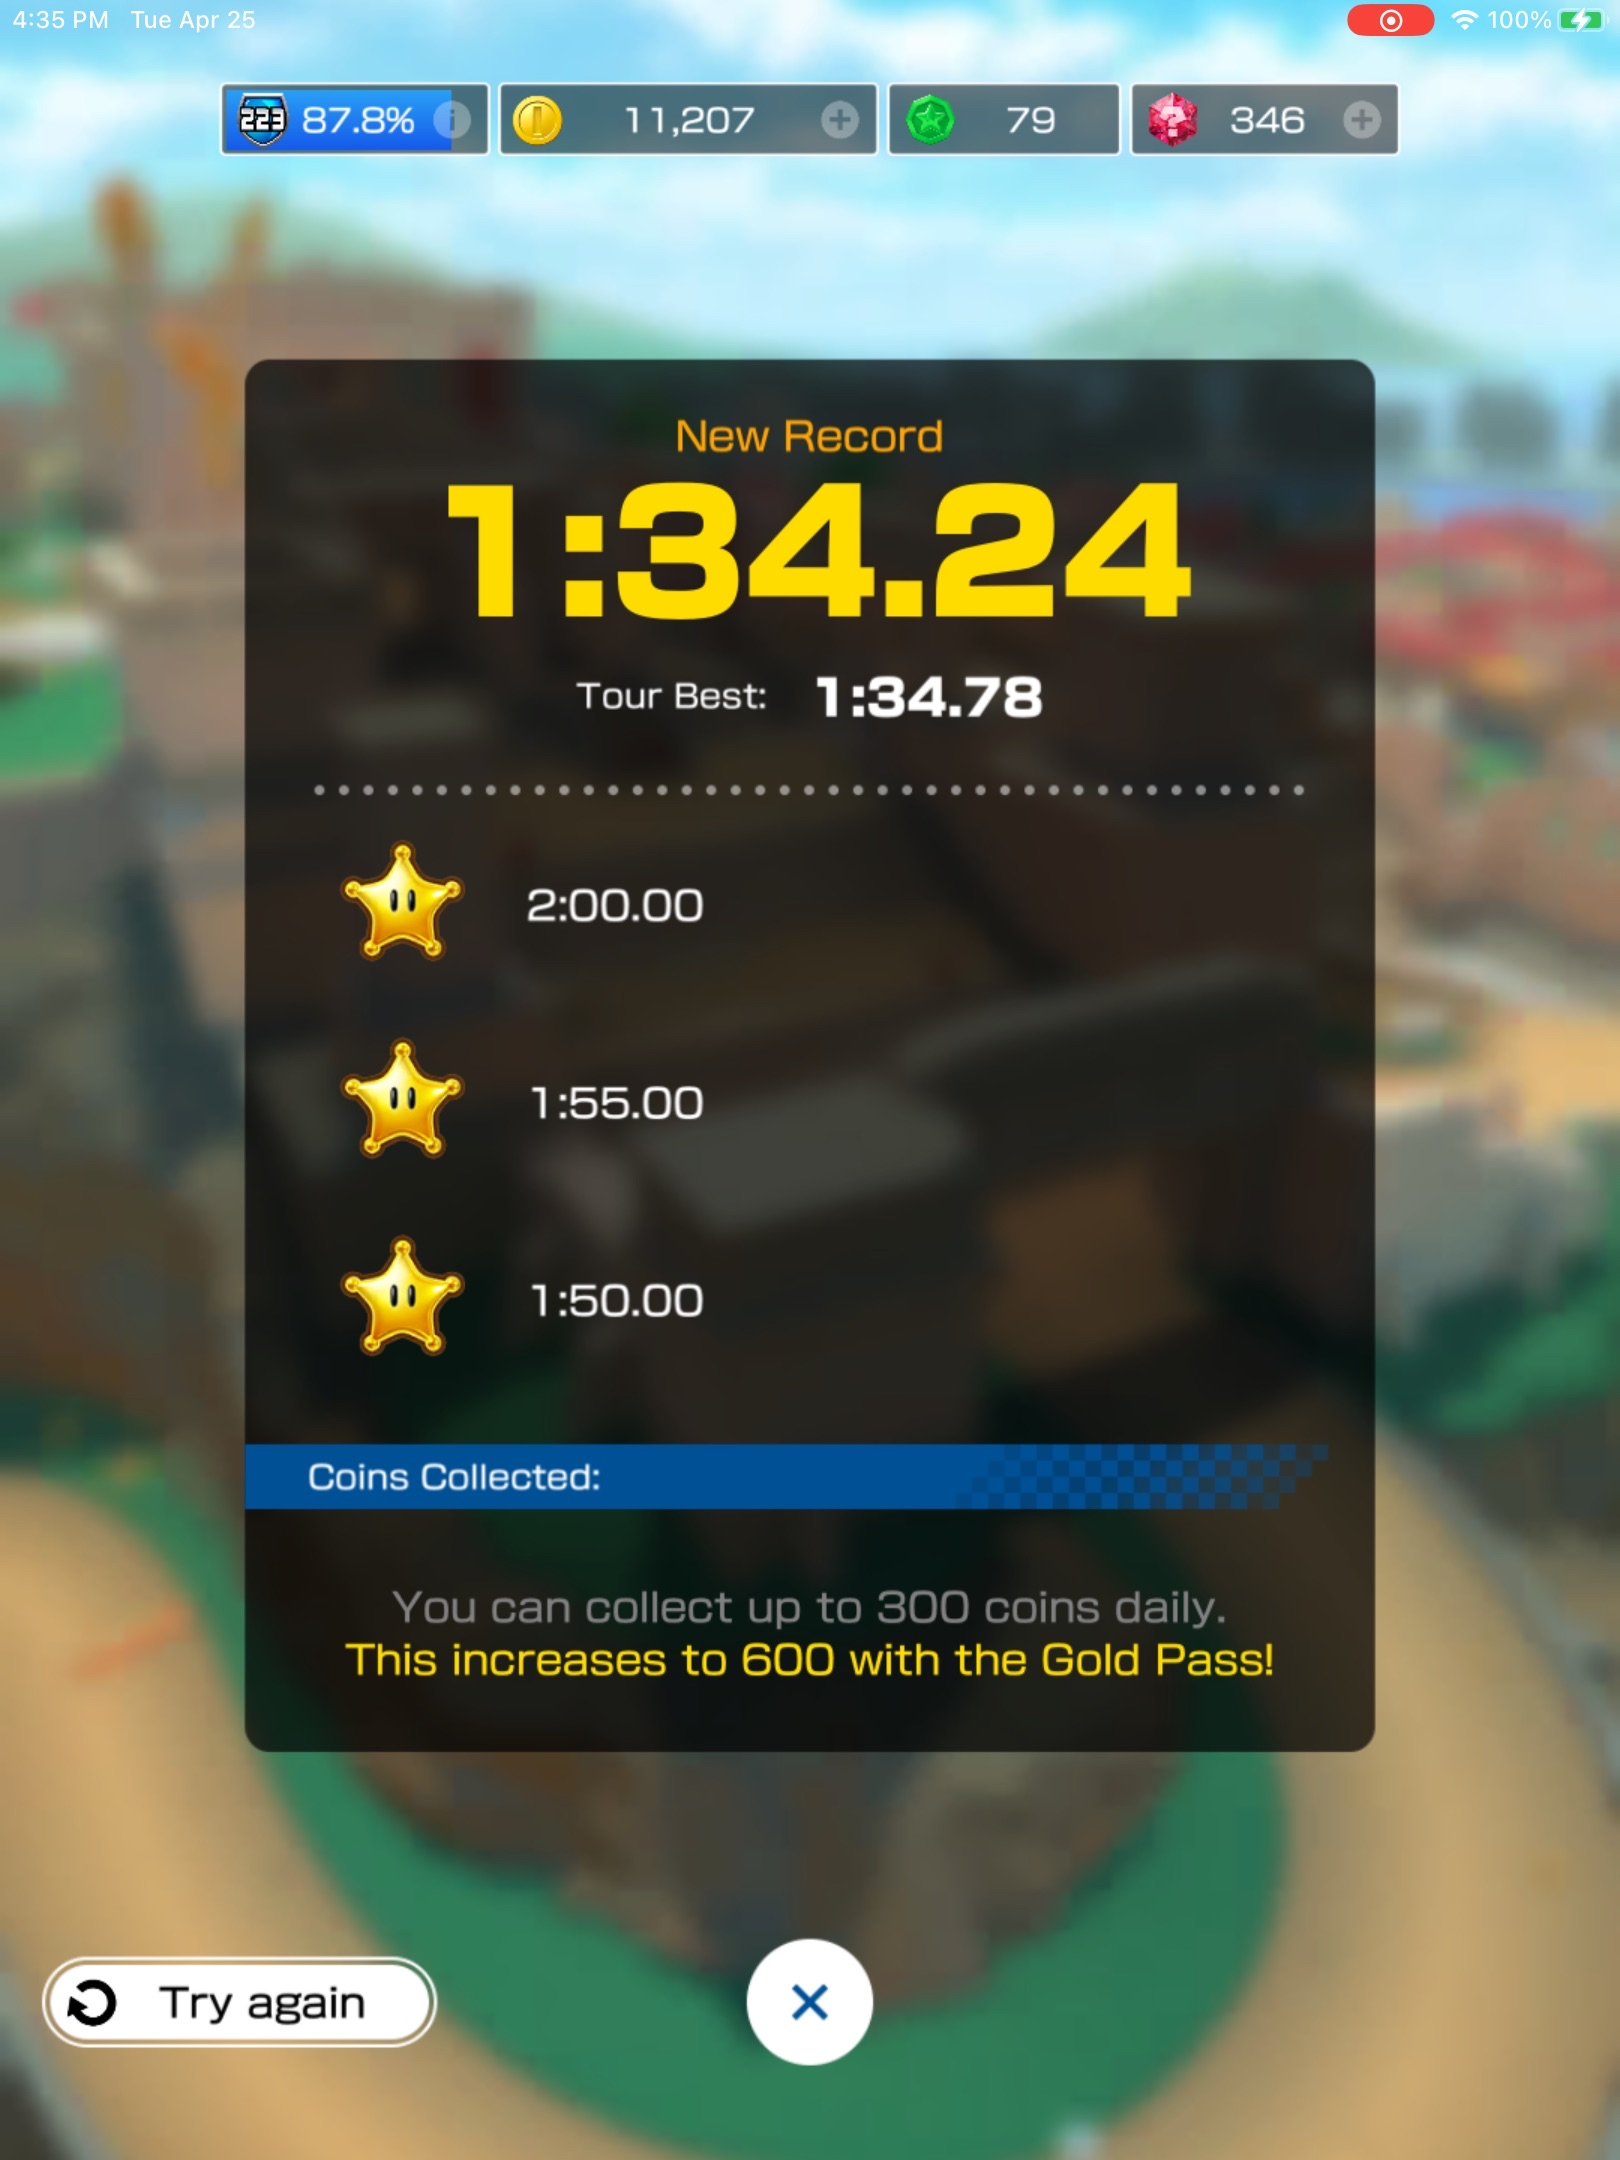 4:35 PM Tue Apr 25 100%
223 87.8% i 11,207 79 ? 346
New Record
1:34.24
Tour Best: 1:34.78
2:00.00
1:55.00
1:50.00
Coins Collected:
You can collect up to 300 coins daily.
This increases to 600 with the Gold Pass!
Try again